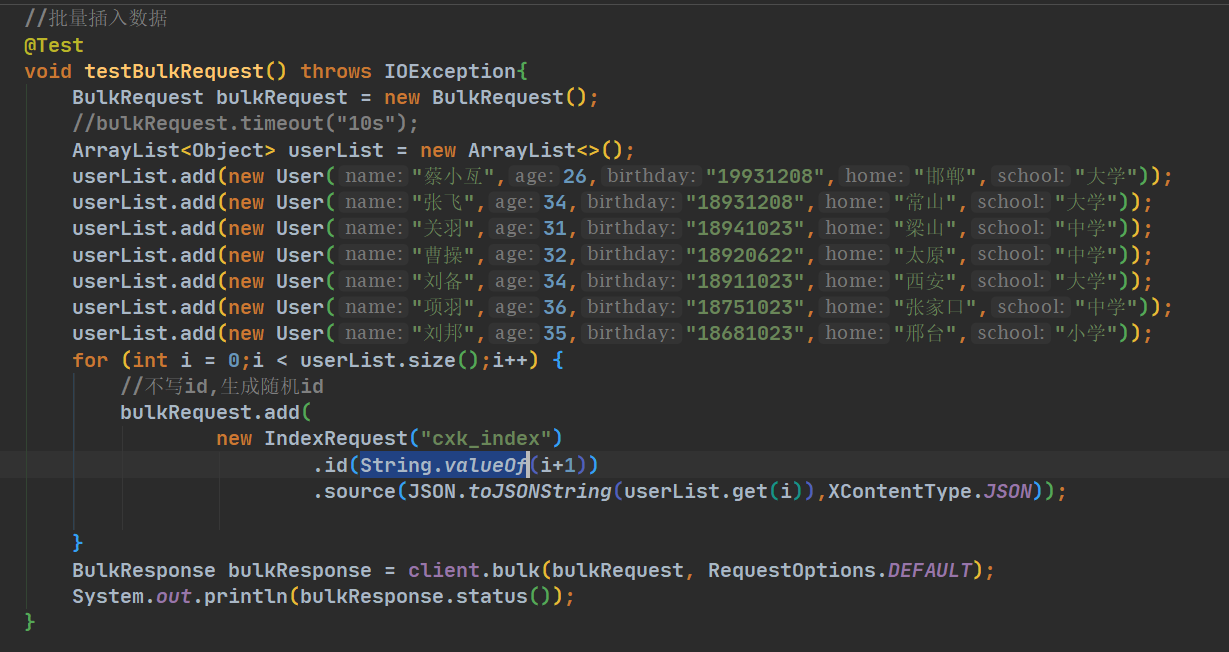 //批量插入数据
@Test
void testBulkRequest() throws IOException{
BulkRequest bulkRequest = new BulkRequest();
//bulkRequest.timeout("10s");
ArrayList<Object> userList = new ArrayList<>();
userList.add(new User( name: "蔡小亙", age: 26, birthday: "19931208", home: "邯郸", school: "大学"));
userList.add(new User( name: "张飞", age: 34, birthday: "18931208", home: "常山", school: "大学"));
userList.add(new User( name: "关羽", age: 31, birthday: "18941023", home: "梁山", school: "中学"));
userList.add(new User( name: "曹操", age: 32, birthday: "18920622", home: "太原", school: "中学"));
userList.add(new User( name: "刘备", age: 34, birthday: "18911023", home: "西安", school: "大学"));
userList.add(new User( name: "项羽", age: 36, birthday: "18751023", home: "张家口", school: "中学"));
userList.add(new User( name: "刘邦", age: 35, birthday: "18681023", home: "邢台", school: "小学"));
for (int i = 0;i < userList.size();i++) {
//不写id,生成随机id
bulkRequest.add(
new IndexRequest("cxk_index")
.id(String.valueOf(i+1))
.source(JSON.toJSONString(userList.get(i)),XContentType.JSON));
}
BulkResponse bulkResponse = client.bulk(bulkRequest, RequestOptions.DEFAULT);
System.out.println(bulkResponse.status());
}